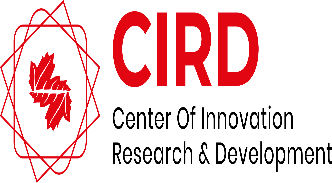 CIRD
Center Of Innovation
Research & Development